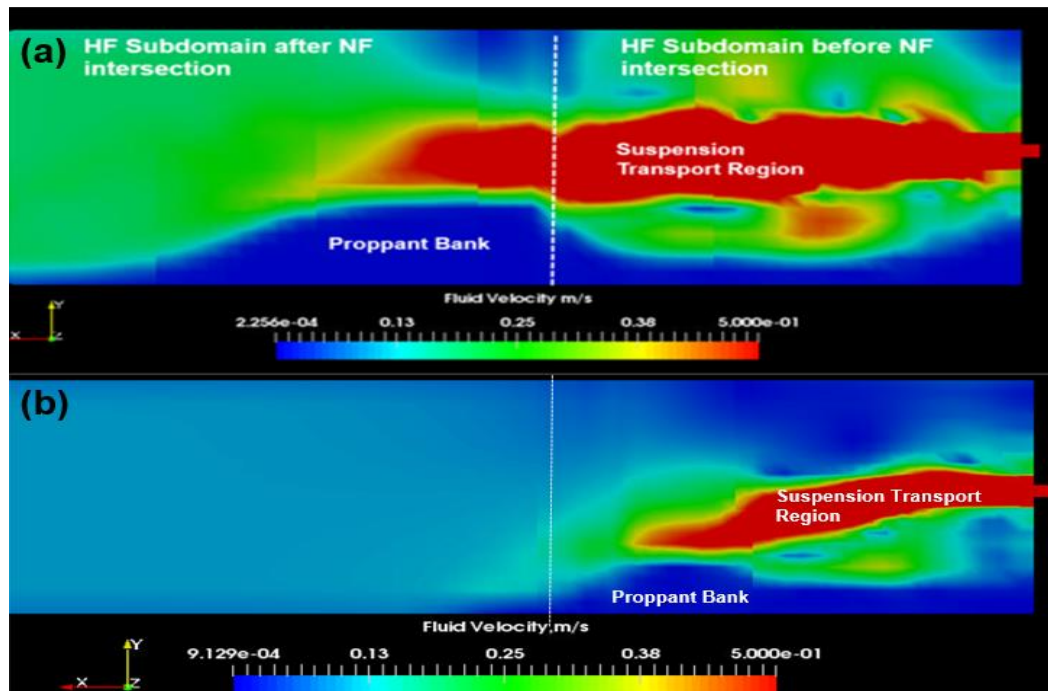 (a)
HF Subdomain after NF
intersection
HF Subdomain before NF
intersection
Suspension
Transport Region
Proppant Bank
Fluid Velocity m/s
2.256e-04 0.13 0.25 0.38 5.000e-01
Y
X
Z
(b)
Suspension Transport
Region
Proppant Bank
Fluid Velocity,m/s
9.129e-04 0.13 0.25 0.38 5.000e-01
Y
X
Z